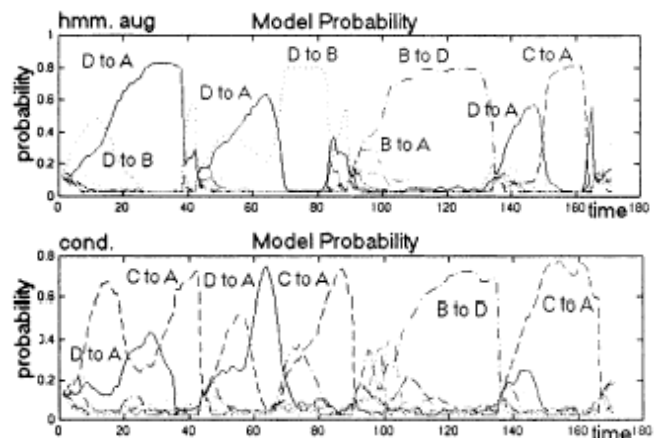 hmm. aug Model Probability
probability
1
0.8
0.6
0.4
0.2
0
D to A
D to B
D to A
D to B
B to D
B to A
D to A
C to A
0 20 40 60 80 100 120 140 160 time 180
cond. Model Probability
probability
0.8
0.6
0.4
0.2
0
C to A D to A C to A
D to A
B to D
C to A
0 20 40 60 80 100 120 140 160 180
time